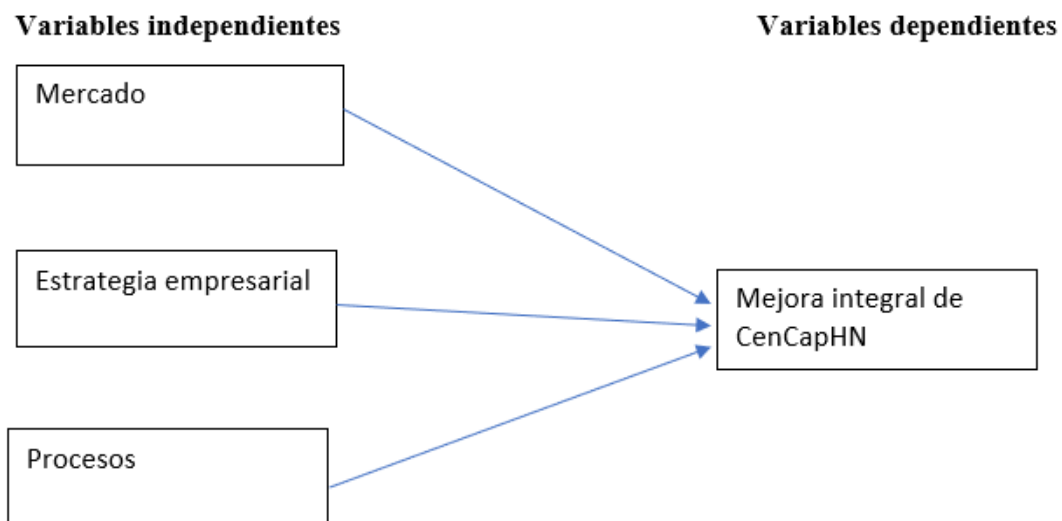 Variables independientes
Variables dependientes
Mercado
Estrategia empresarial
Mejora integral de
CenCapHN
Procesos